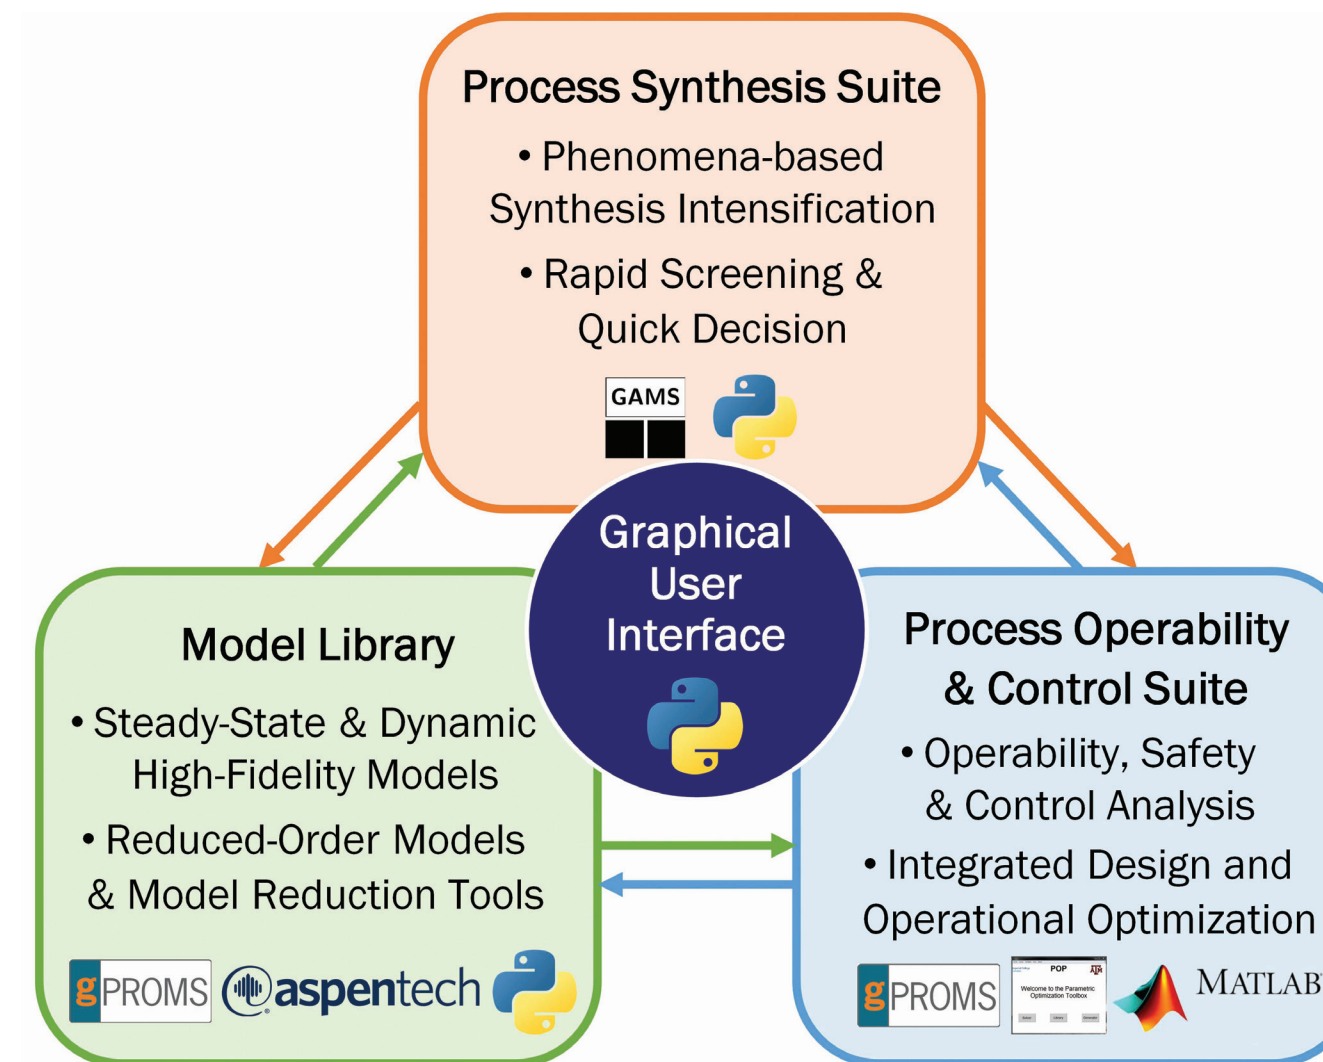 Process Synthesis Suite
• Phenomena-based
Synthesis Intensification
• Rapid Screening &
Quick Decision
GAMS
Graphical
User
Interface
Model Library
• Steady-State & Dynamic
High-Fidelity Models
• Reduced-Order Models
& Model Reduction Tools
gPROMS
aspentech
Process Operability
& Control Suite
• Operability, Safety
& Control Analysis
• Integrated Design and
Operational Optimization
gPROMS
POP
ATM
Welcome to the Parametric
Optimization Toolbox
MATLAB